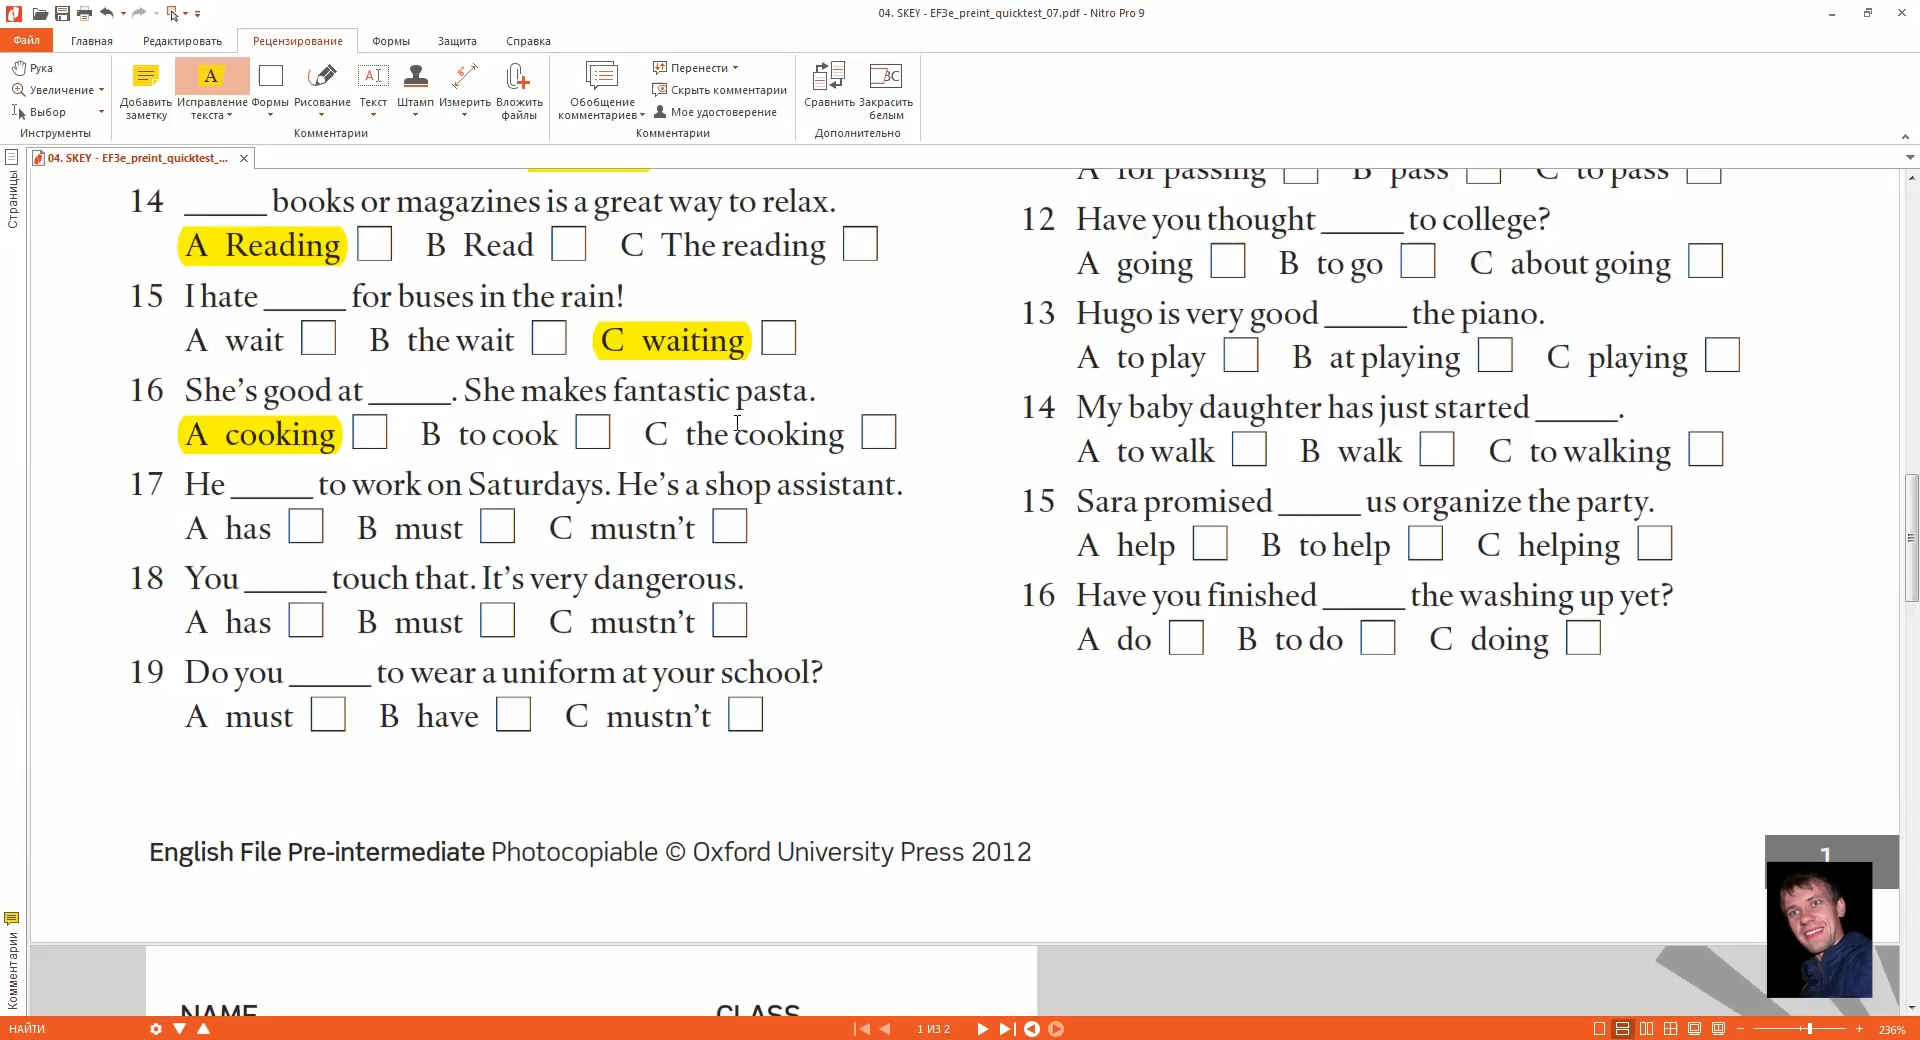 04. SKEY - EF3e_preint_quicktest_07.pdf - Nitro Pro 9
Файл Главная Редактировать Рецензирование Формы Защита Справка
Рука
Увеличение
Выбор
Инструменты
Добавить заметку
Исправление текста
Формы
Рисование
Текст
Штамп
Измерить
Вложить файлы
Комментарии
Обобщение комментариев
Перенести
Скрыть комментарии
Мое удостоверение
Комментарии
Сравнить
Закрасить белым
Дополнительно
04. SKEY - EF3e_preint_quicktest_...
Страницы
Комментарии
14 _____ books or magazines is a great way to relax.
A Reading B Read C The reading
15 I hate _____ for buses in the rain!
A wait B the wait C waiting
16 She's good at _____. She makes fantastic pasta.
A cooking B to cook C the cooking
17 He _____ to work on Saturdays. He's a shop assistant.
A has B must C mustn't
18 You _____ touch that. It's very dangerous.
A has B must C mustn't
19 Do you _____ to wear a uniform at your school?
A must B have C mustn't
A for passing B pass C to pass
12 Have you thought _____ to college?
A going B to go C about going
13 Hugo is very good _____ the piano.
A to play B at playing C playing
14 My baby daughter has just started _____.
A to walk B walk C to walking
15 Sara promised _____ us organize the party.
A help B to help C helping
16 Have you finished _____ the washing up yet?
A do B to do C doing
English File Pre-intermediate Photocopiable © Oxford University Press 2012
1
NAME CLASS
НАЙТИ
1 ИЗ 2
236%